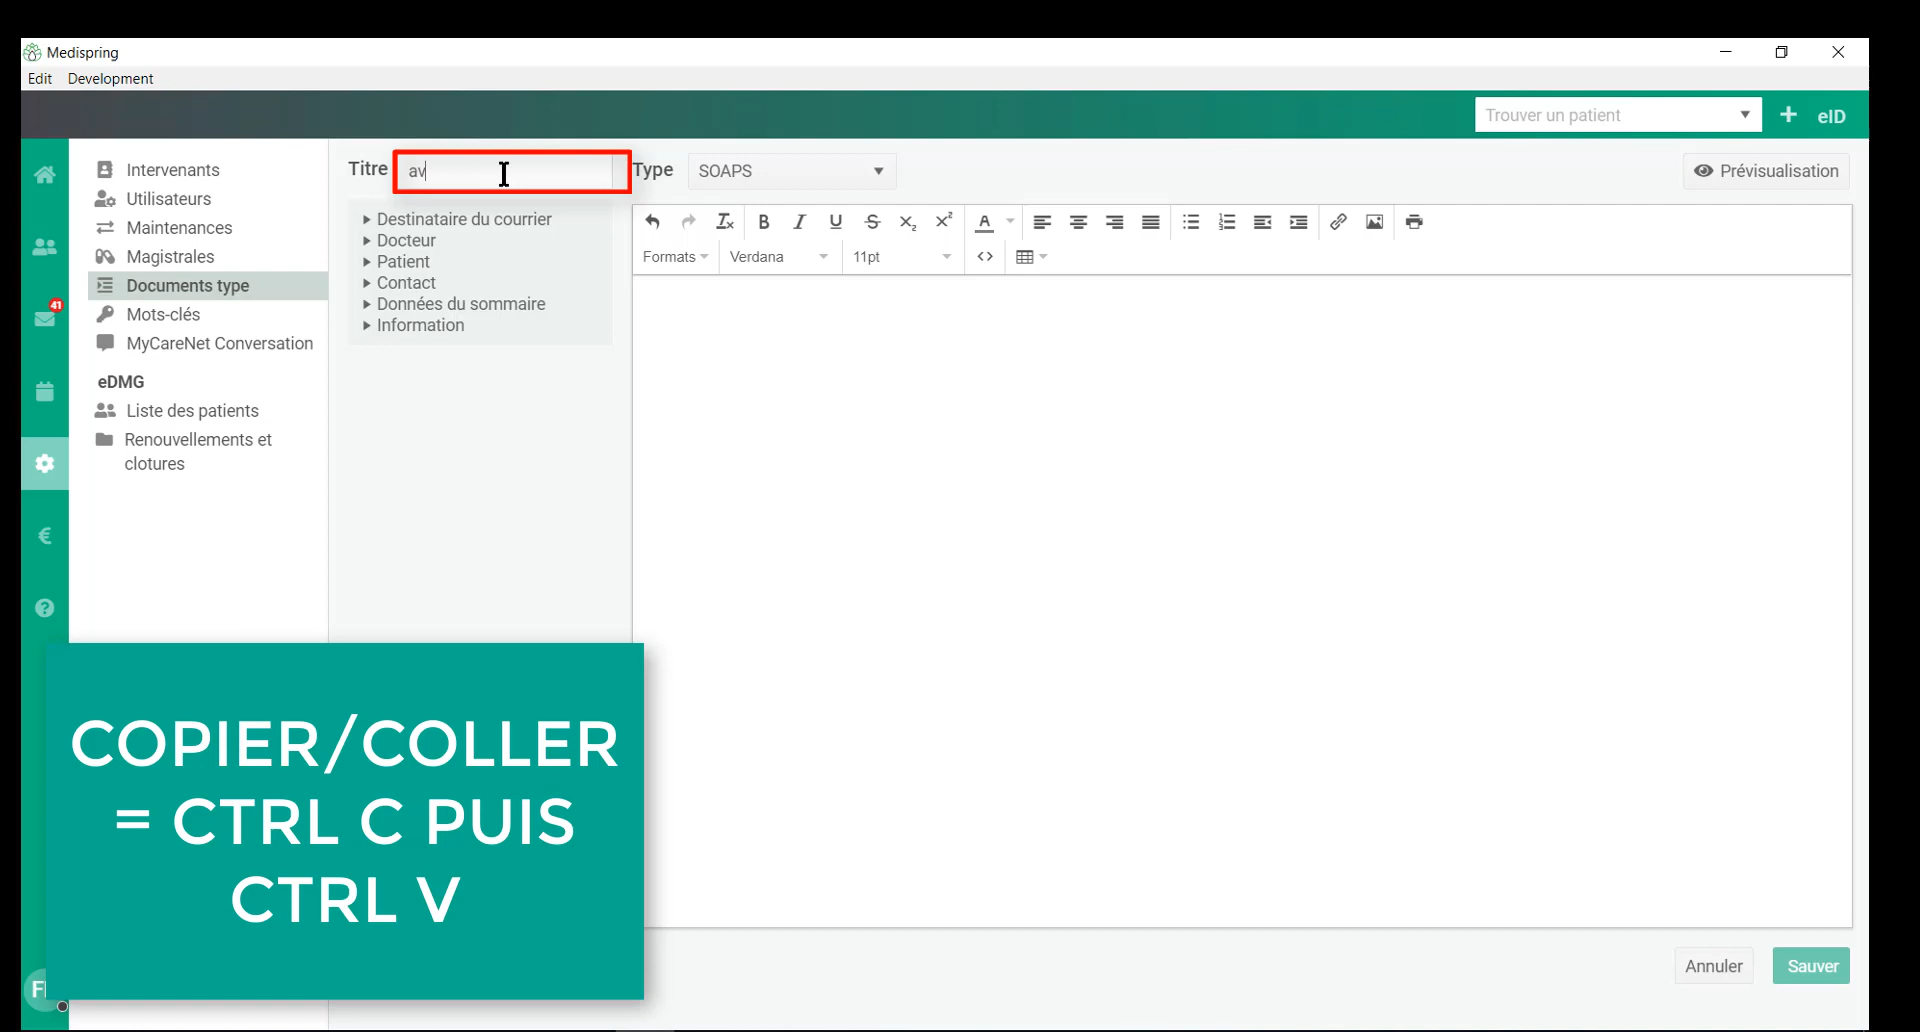 Medispring
Edit Development
Trouver un patient
eID
Intervenants
Utilisateurs
Maintenances
Magistrales
Documents type
Mots-clés
MyCareNet Conversation
eDMG
Liste des patients
Renouvellements et
clotures
41
Titre av
Type SOAPS
Prévisualisation
Destinataire du courrier
Docteur
Patient
Contact
Données du sommaire
Information
Formats Verdana 11pt
COPIER/COLLER
= CTRL C PUIS
CTRL V
Annuler Sauver